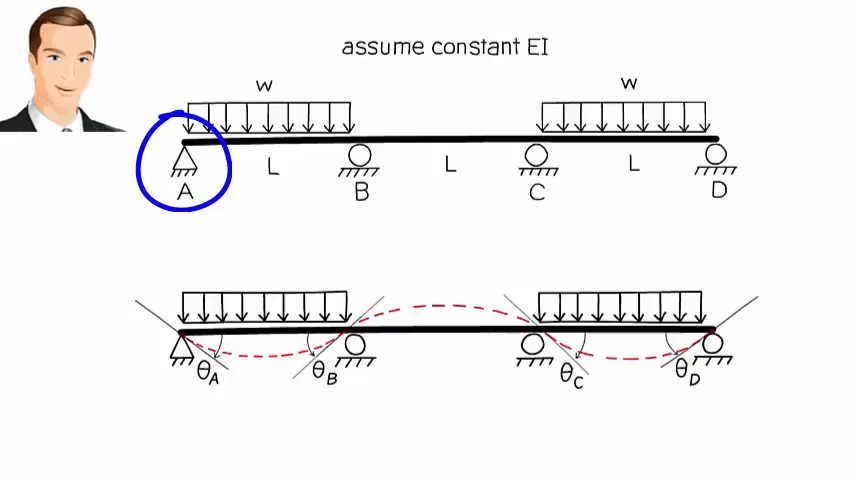 assume constant EI
w w
L L L
A B C D
θA θB θC θD